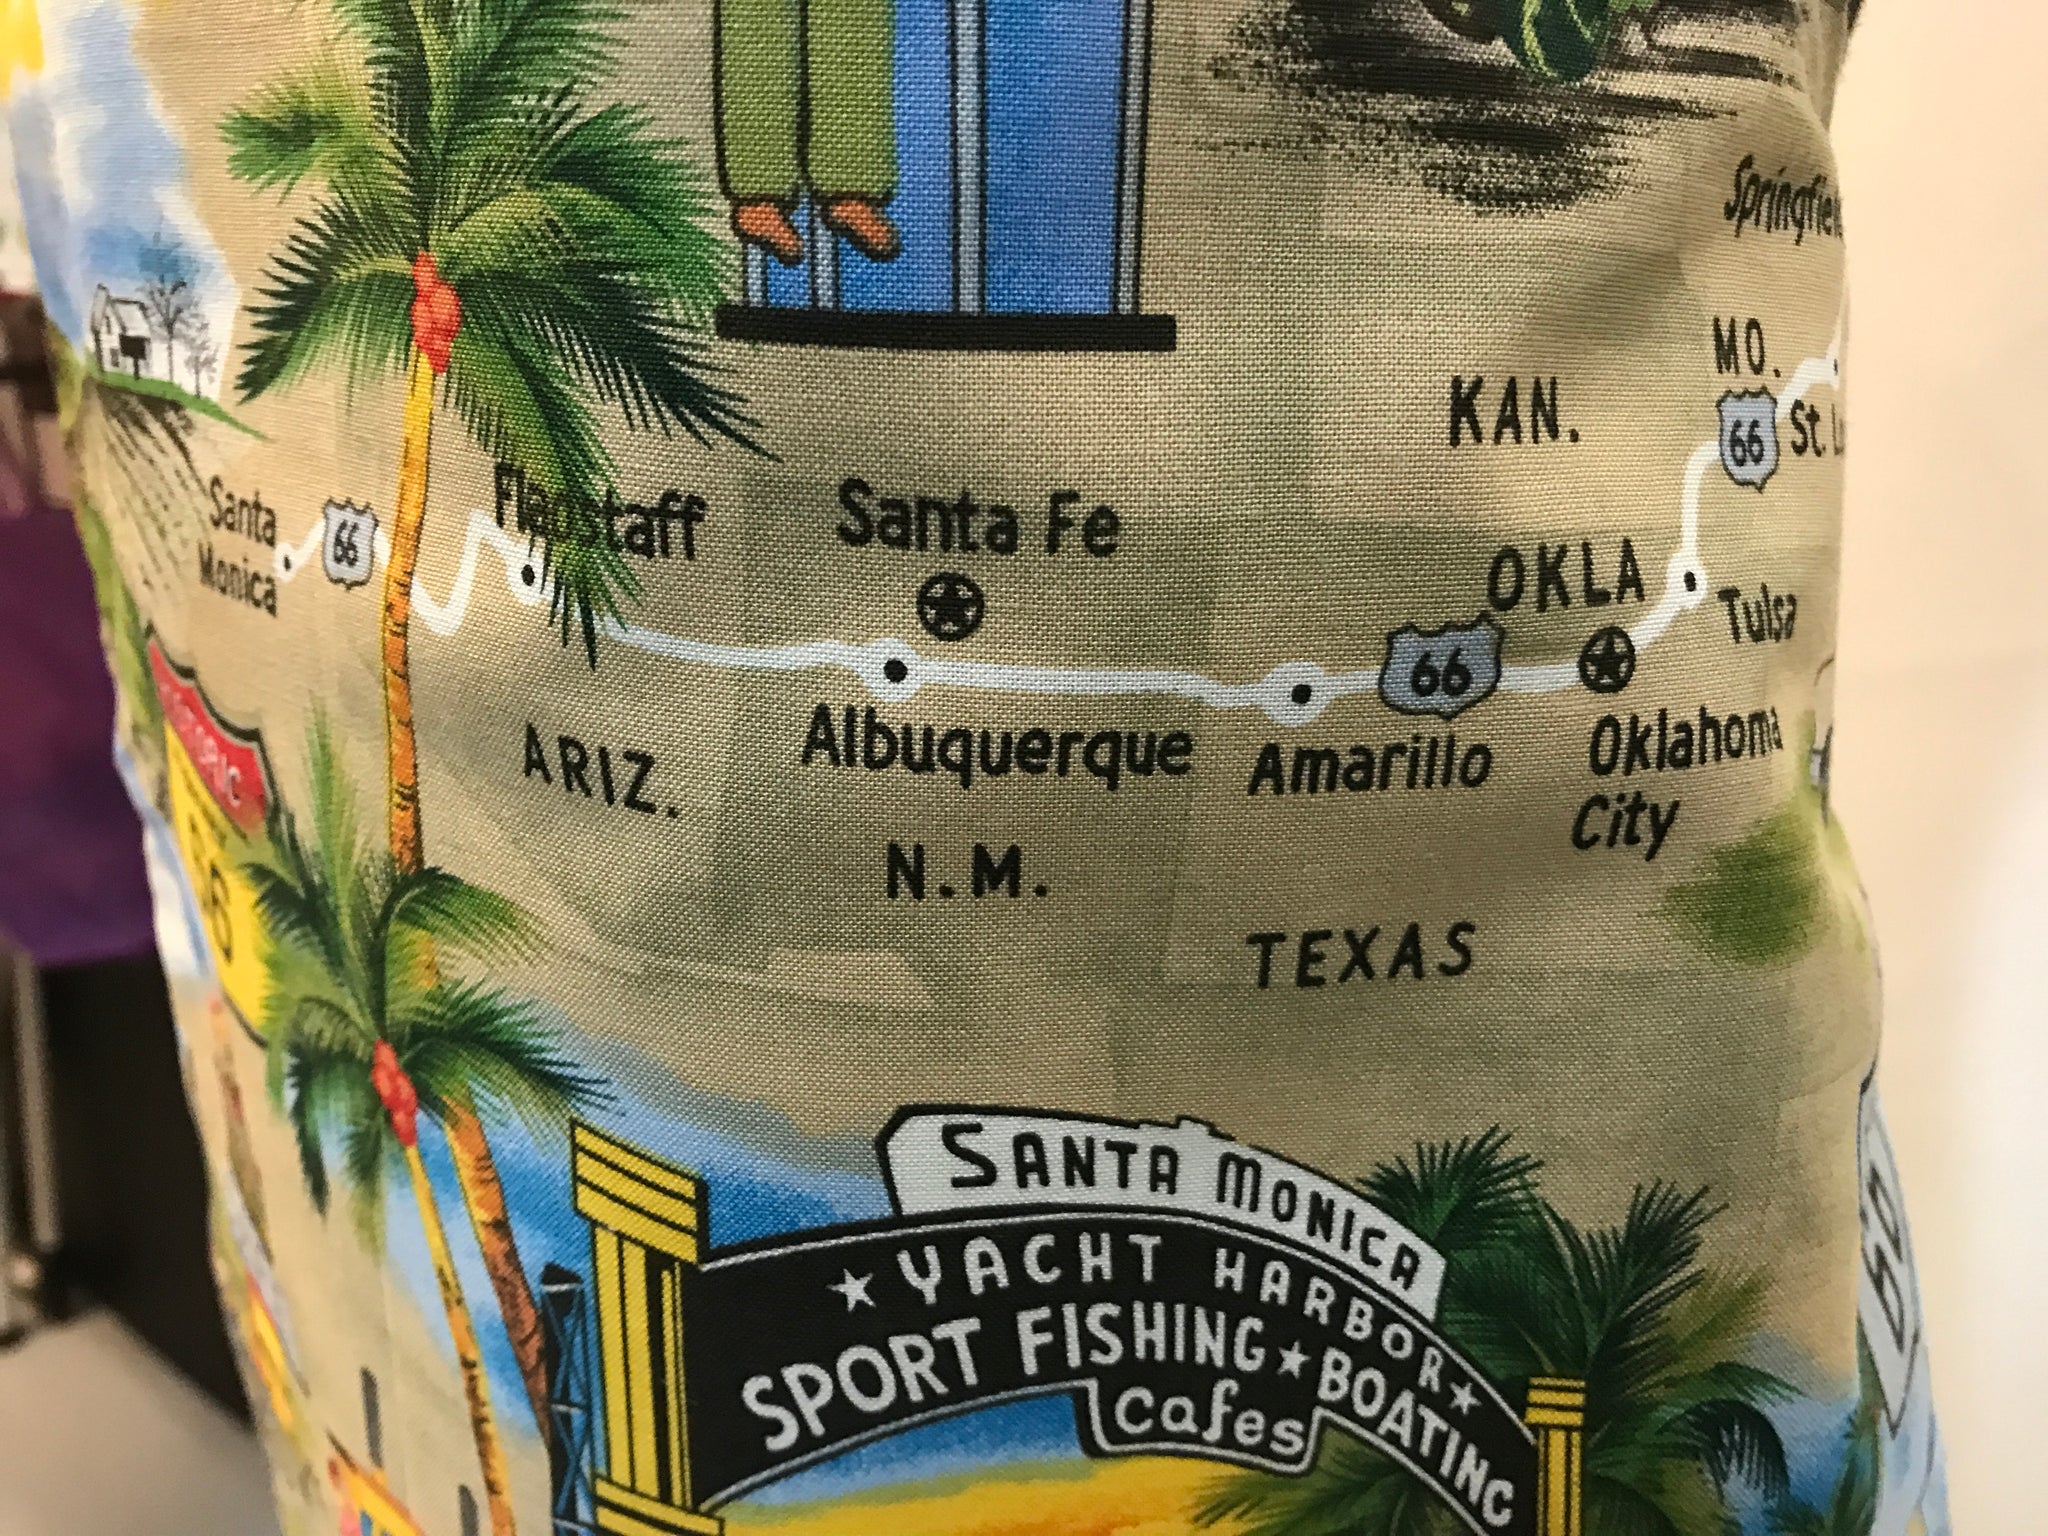 Springfie
MO.
KAN.
66
St. L
Santa
Monica
66
Flagstaff
Santa Fe
OKLA
Tulsa
66
ARIZ.
Albuquerque
Amarillo
Oklahoma
City
N.M.
TEXAS
66
SANTA MONICA
★ YACHT HARBOR ★
SPORT FISHING ★ BOATING
Cafes